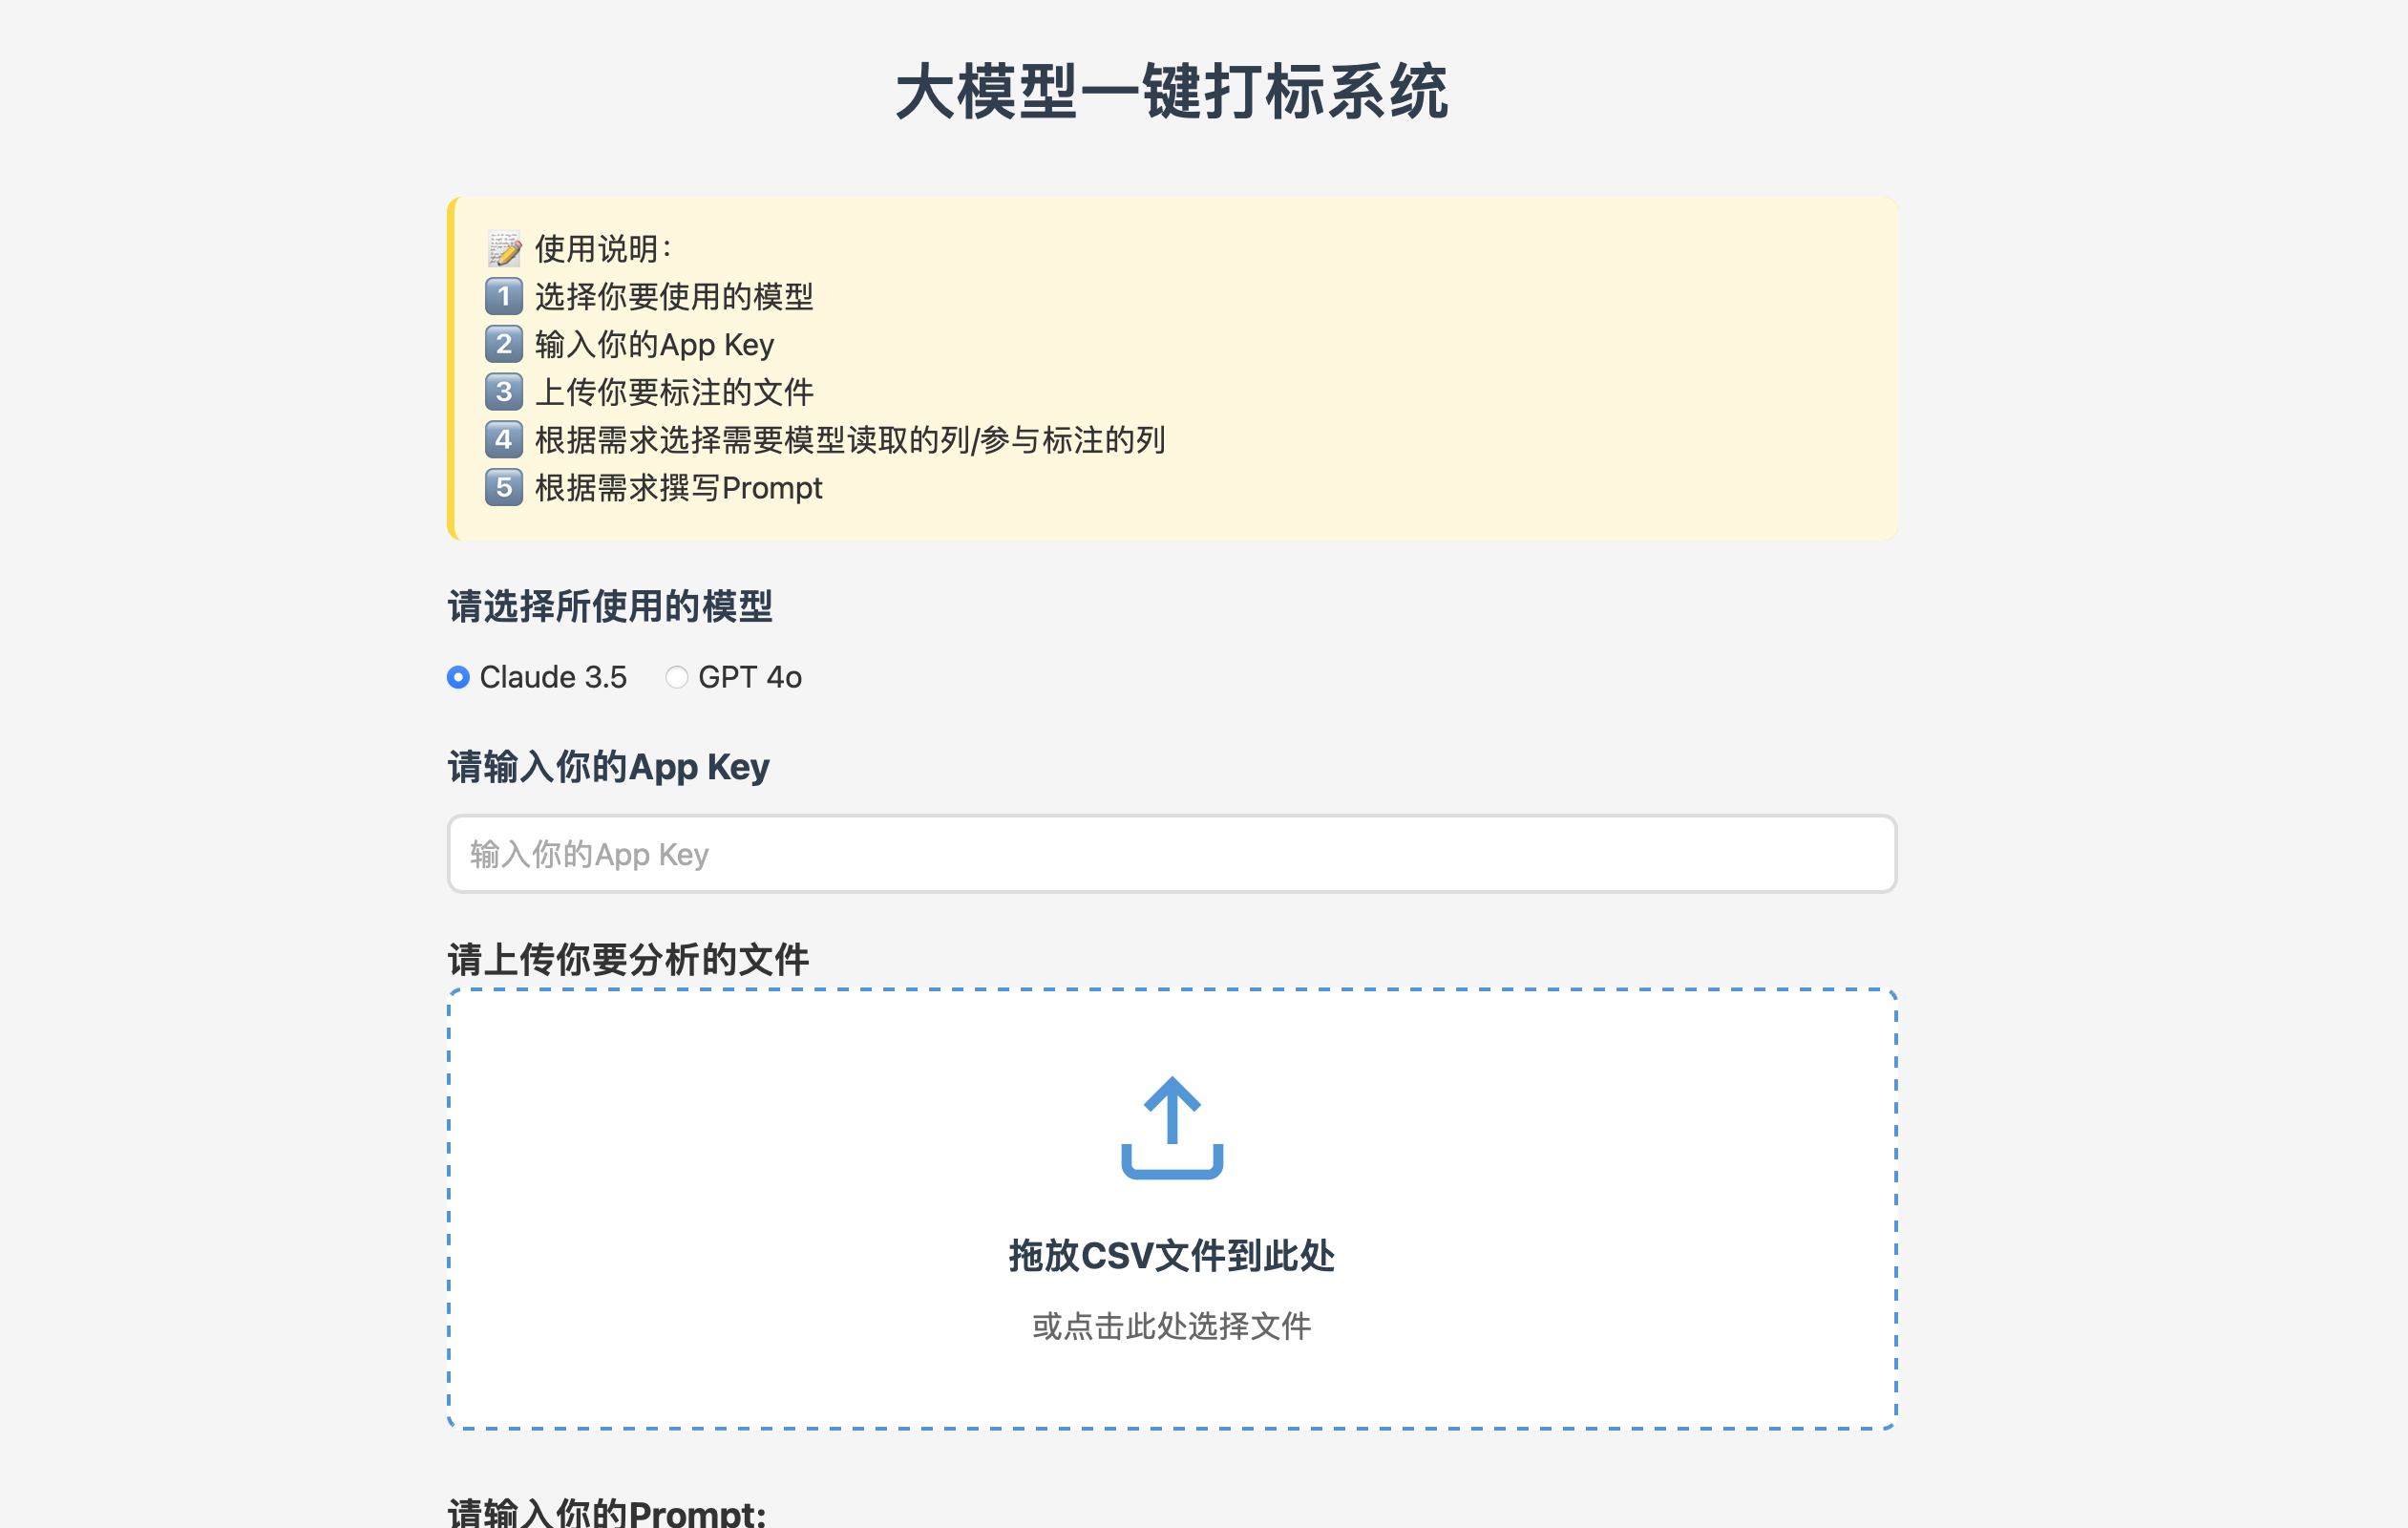 大模型一键打标系统
📝 使用说明：
1️⃣ 选择你要使用的模型
2️⃣ 输入你的App Key
3️⃣ 上传你要标注的文件
4️⃣ 根据需求选择需要模型读取的列/参与标注的列
5️⃣ 根据需求撰写Prompt
请选择所使用的模型
Claude 3.5 GPT 4o
请输入你的App Key
输入你的App Key
请上传你要分析的文件
拖放CSV文件到此处
或点击此处选择文件
请输入你的Prompt: